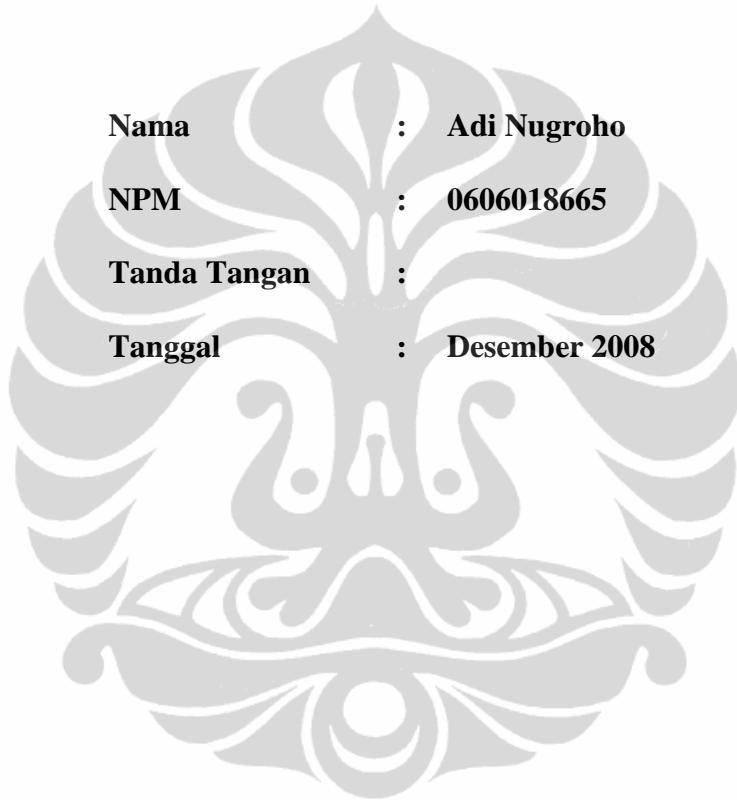 Nama : Adi Nugroho
NPM : 0606018665
Tanda Tangan :
Tanggal : Desember 2008